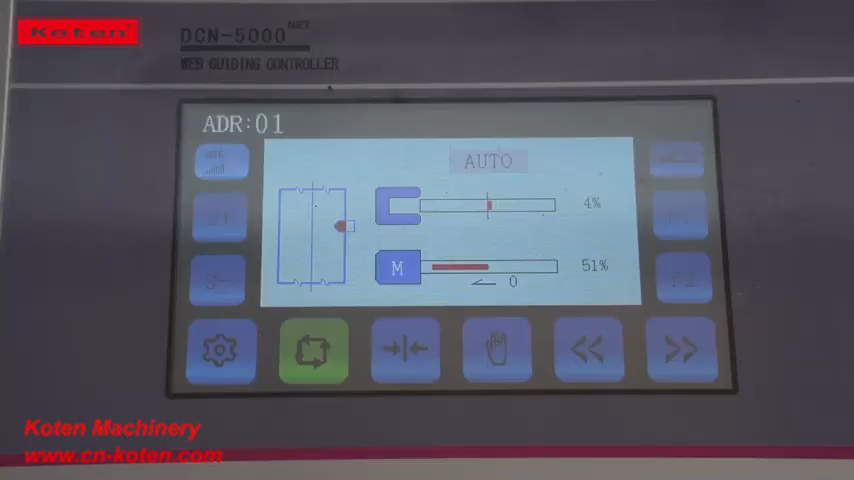 Koten
DCN-5000
WEB GUIDING CONTROLLER
ADR:01
AUTO
4%
M
51%
0
Koten Machinery
www.cn-koten.com